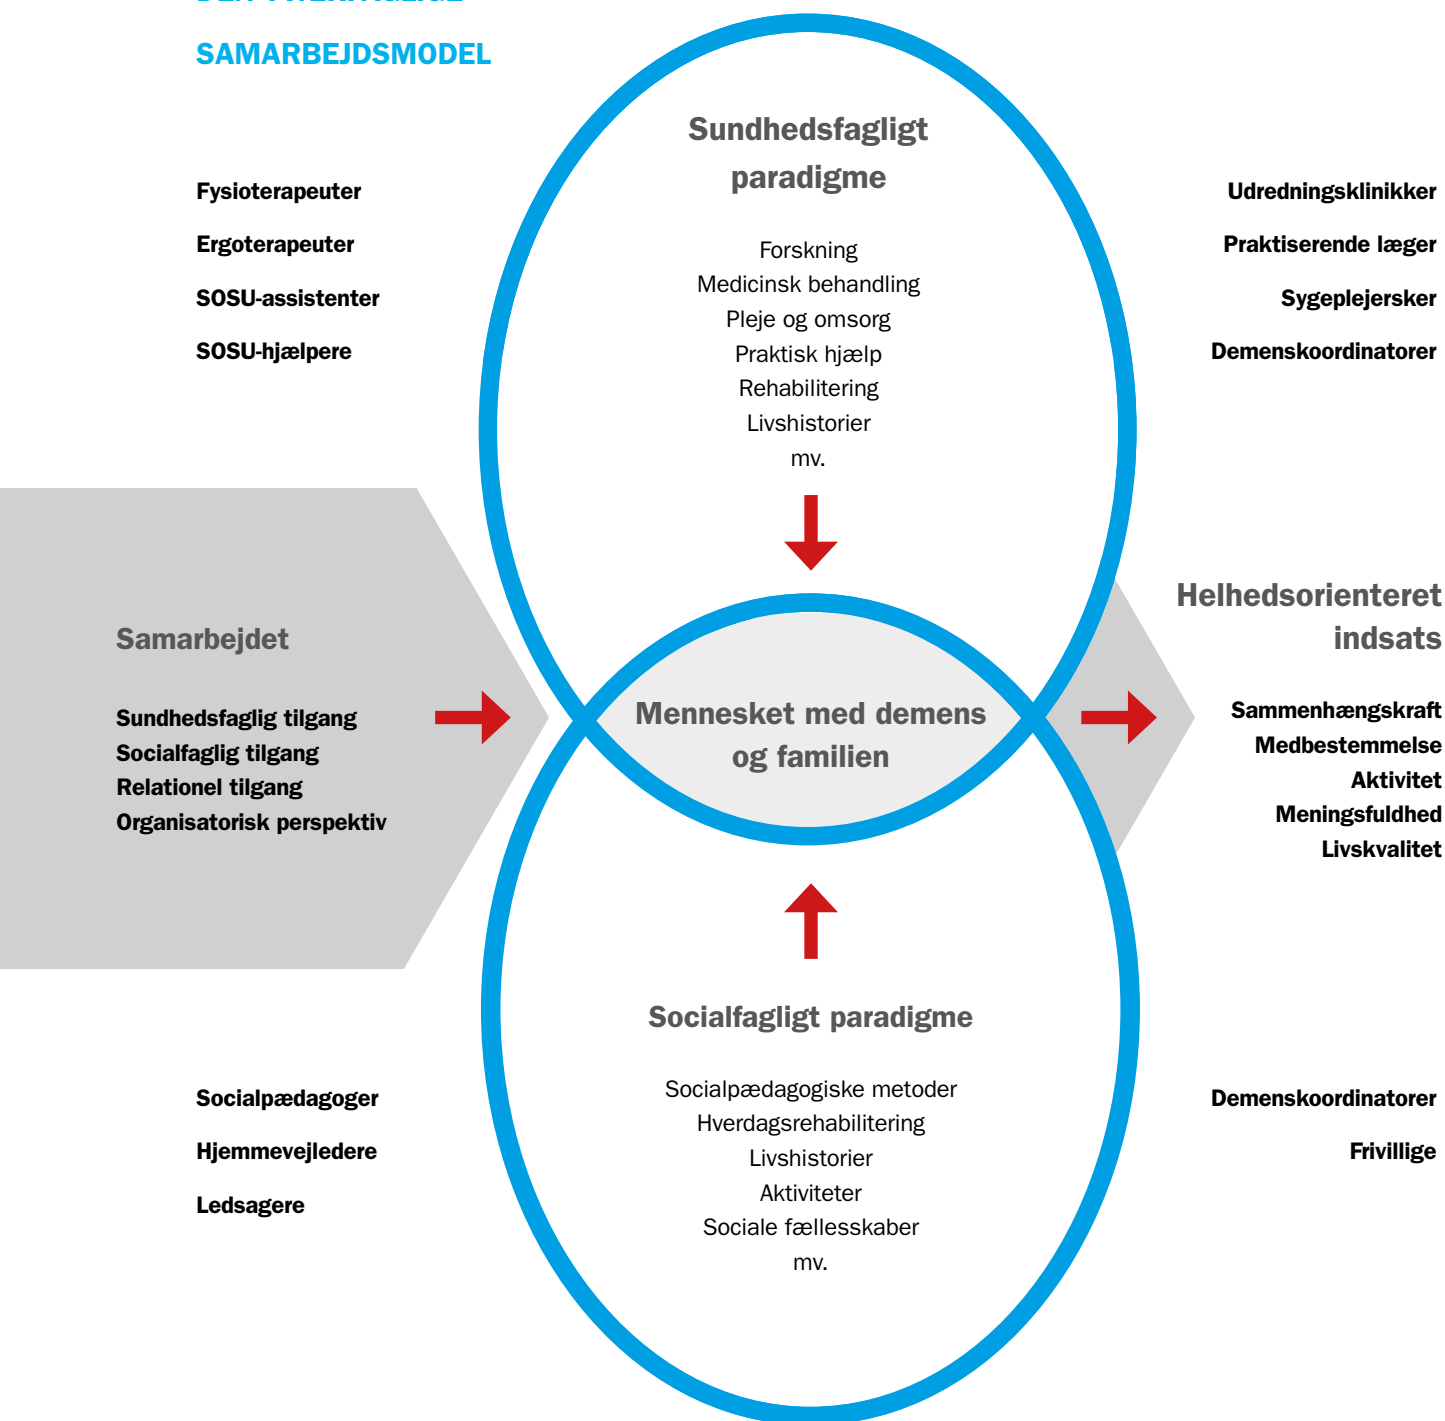 SAMARBEJDSMODEL
Sundhedsfagligt
paradigme
Forskning
Medicinsk behandling
Pleje og omsorg
Praktisk hjælp
Rehabilitering
Livshistorier
mv.
Fysioterapeuter
Ergoterapeuter
SOSU-assistenter
SOSU-hjælpere
Udredningsklinikker
Praktiserende læger
Sygeplejersker
Demenskoordinatorer
Samarbejdet
Sundhedsfaglig tilgang
Socialfaglig tilgang
Relationel tilgang
Organisatorisk perspektiv
Mennesket med demens
og familien
Helhedsorienteret
indsats
Sammenhængskraft
Medbestemmelse
Aktivitet
Meningsfuldhed
Livskvalitet
Socialfagligt paradigme
Socialpædagogiske metoder
Hverdagsrehabilitering
Livshistorier
Aktiviteter
Sociale fællesskaber
mv.
Socialpædagoger
Hjemmevejledere
Ledsagere
Demenskoordinatorer
Frivillige